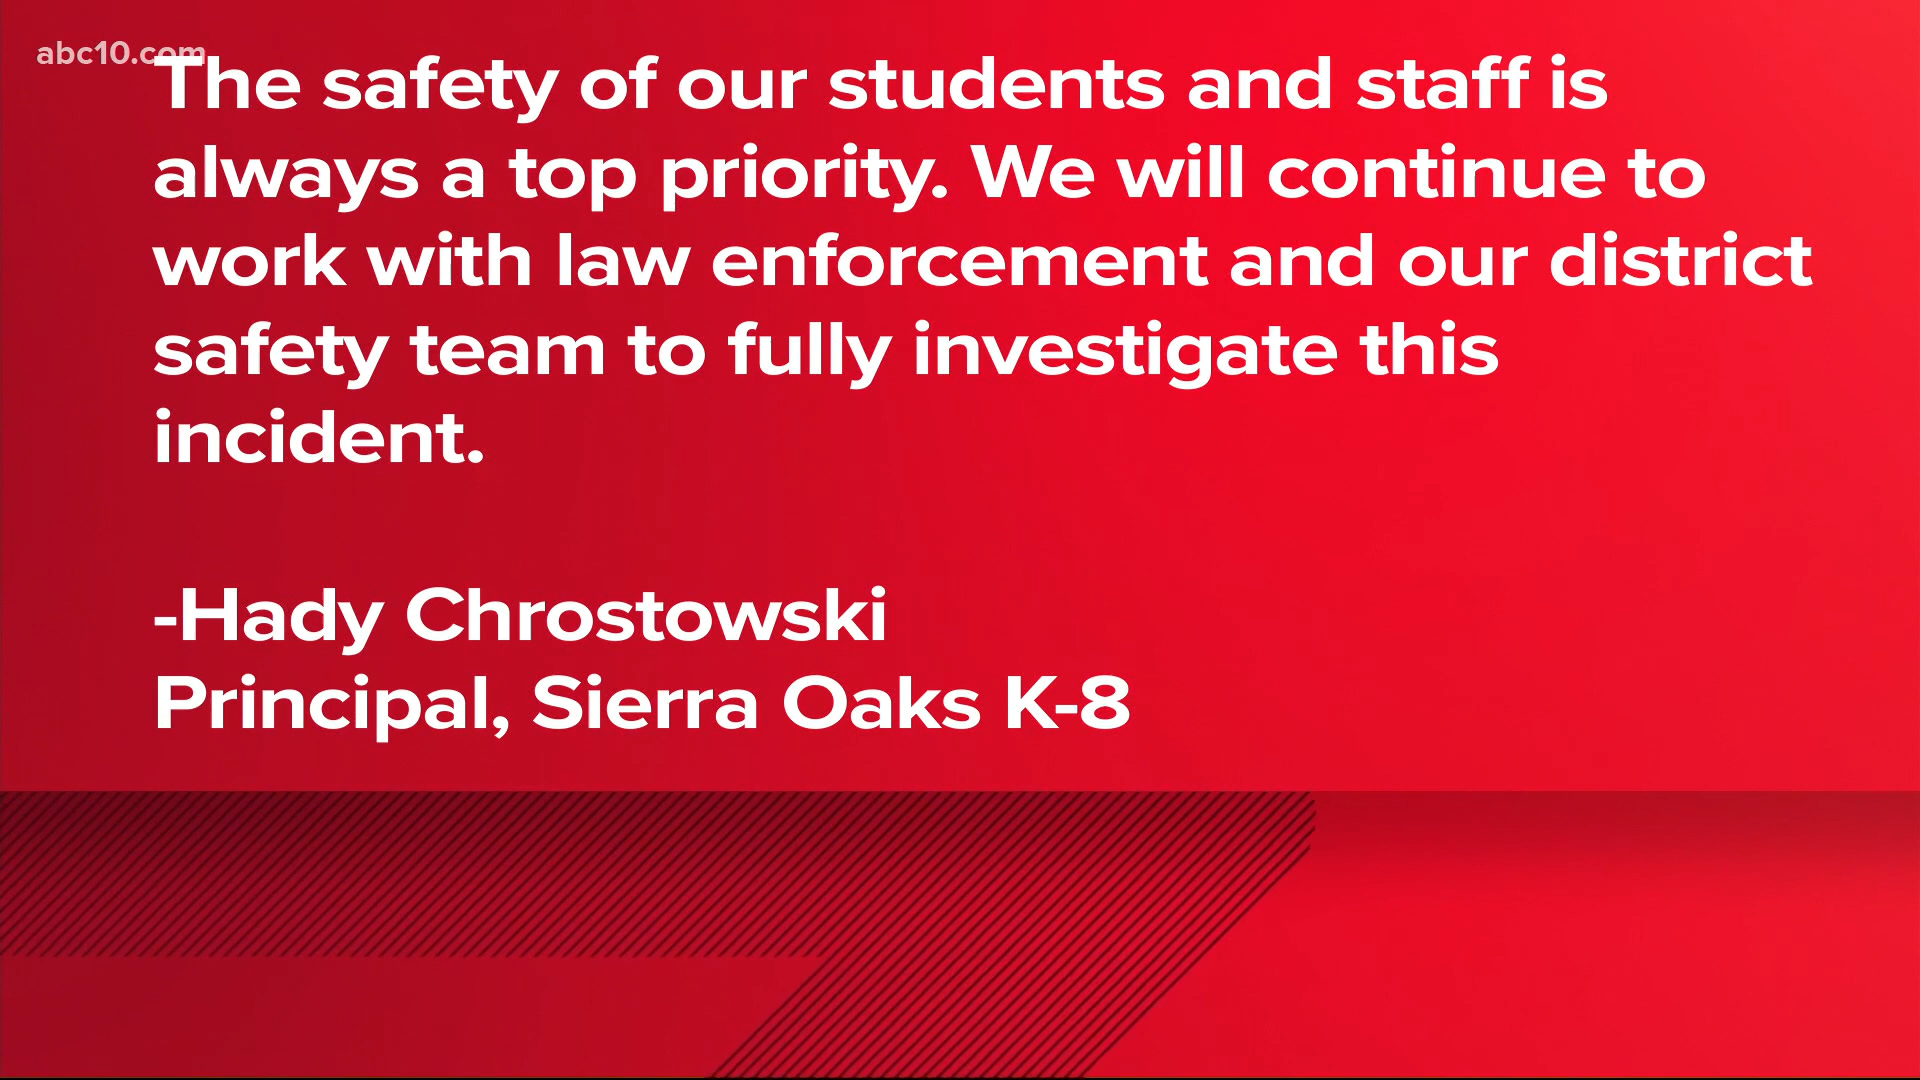 abc10.com
The safety of our students and staff is
always a top priority. We will continue to
work with law enforcement and our district
safety team to fully investigate this
incident.
-Hady Chrostowski
Principal, Sierra Oaks K-8